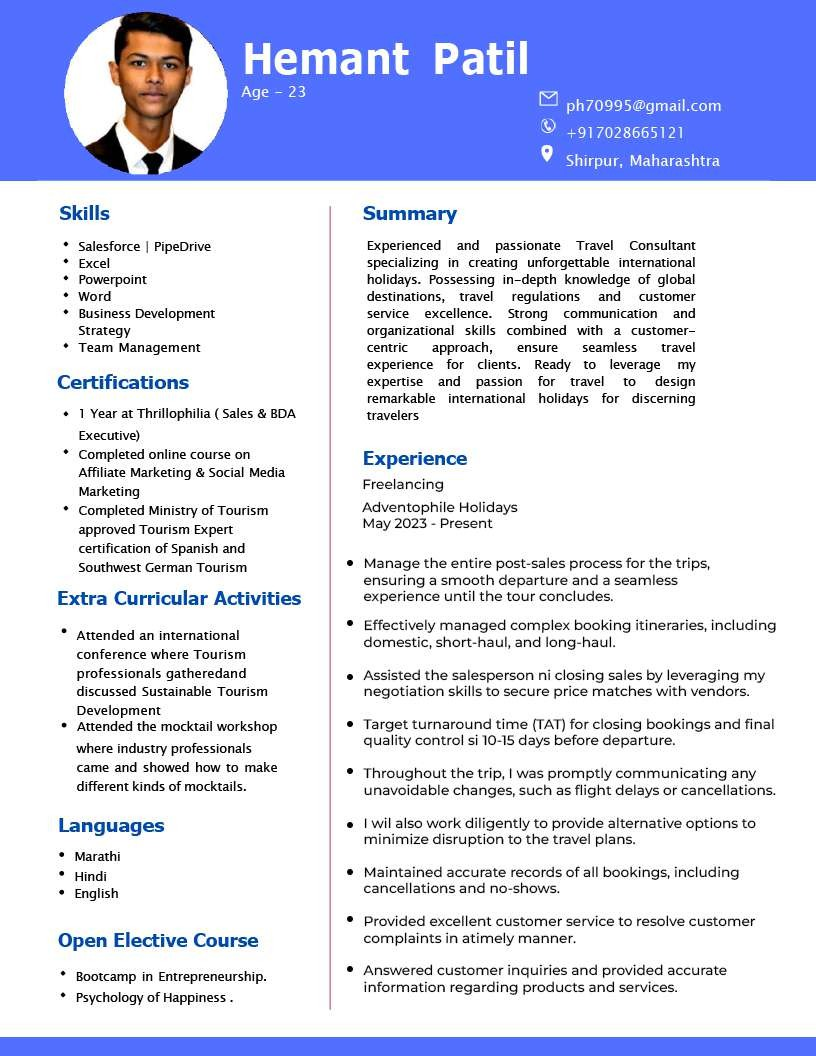 Hemant Patil
Age - 23
ph70995@gmail.com
+917028665121
Shirpur, Maharashtra
Skills
Salesforce | PipeDrive
Excel
Powerpoint
Word
Business Development
Strategy
Team Management
Certifications
1 Year at Thrillophilia ( Sales & BDA
Executive)
Completed online course on
Affiliate Marketing & Social Media
Marketing
Completed Ministry of Tourism
approved Tourism Expert
certification of Spanish and
Southwest German Tourism
Extra Curricular Activities
Attended an international
conference where Tourism
professionals gatheredand
discussed Sustainable Tourism
Development
Attended the mocktail workshop
where industry professionals
came and showed how to make
different kinds of mocktails.
Languages
Marathi
Hindi
English
Open Elective Course
Bootcamp in Entrepreneurship.
Psychology of Happiness .
Summary
Experienced and passionate Travel Consultant
specializing in creating unforgettable international
holidays. Possessing in-depth knowledge of global
destinations, travel regulations and customer
service excellence. Strong communication and
organizational skills combined with a customer-
centric approach, ensure seamless travel
experience for clients. Ready to leverage my
expertise and passion for travel to design
remarkable international holidays for discerning
travelers
Experience
Freelancing
Adventophile Holidays
May 2023 - Present
Manage the entire post-sales process for the trips,
ensuring a smooth departure and a seamless
experience until the tour concludes.
Effectively managed complex booking itineraries, including
domestic, short-haul, and long-haul.
Assisted the salesperson ni closing sales by leveraging my
negotiation skills to secure price matches with vendors.
Target turnaround time (TAT) for closing bookings and final
quality control si 10-15 days before departure.
Throughout the trip, I was promptly communicating any
unavoidable changes, such as flight delays or cancellations.
I wil also work diligently to provide alternative options to
minimize disruption to the travel plans.
Maintained accurate records of all bookings, including
cancellations and no-shows.
Provided excellent customer service to resolve customer
complaints in atimely manner.
Answered customer inquiries and provided accurate
information regarding products and services.